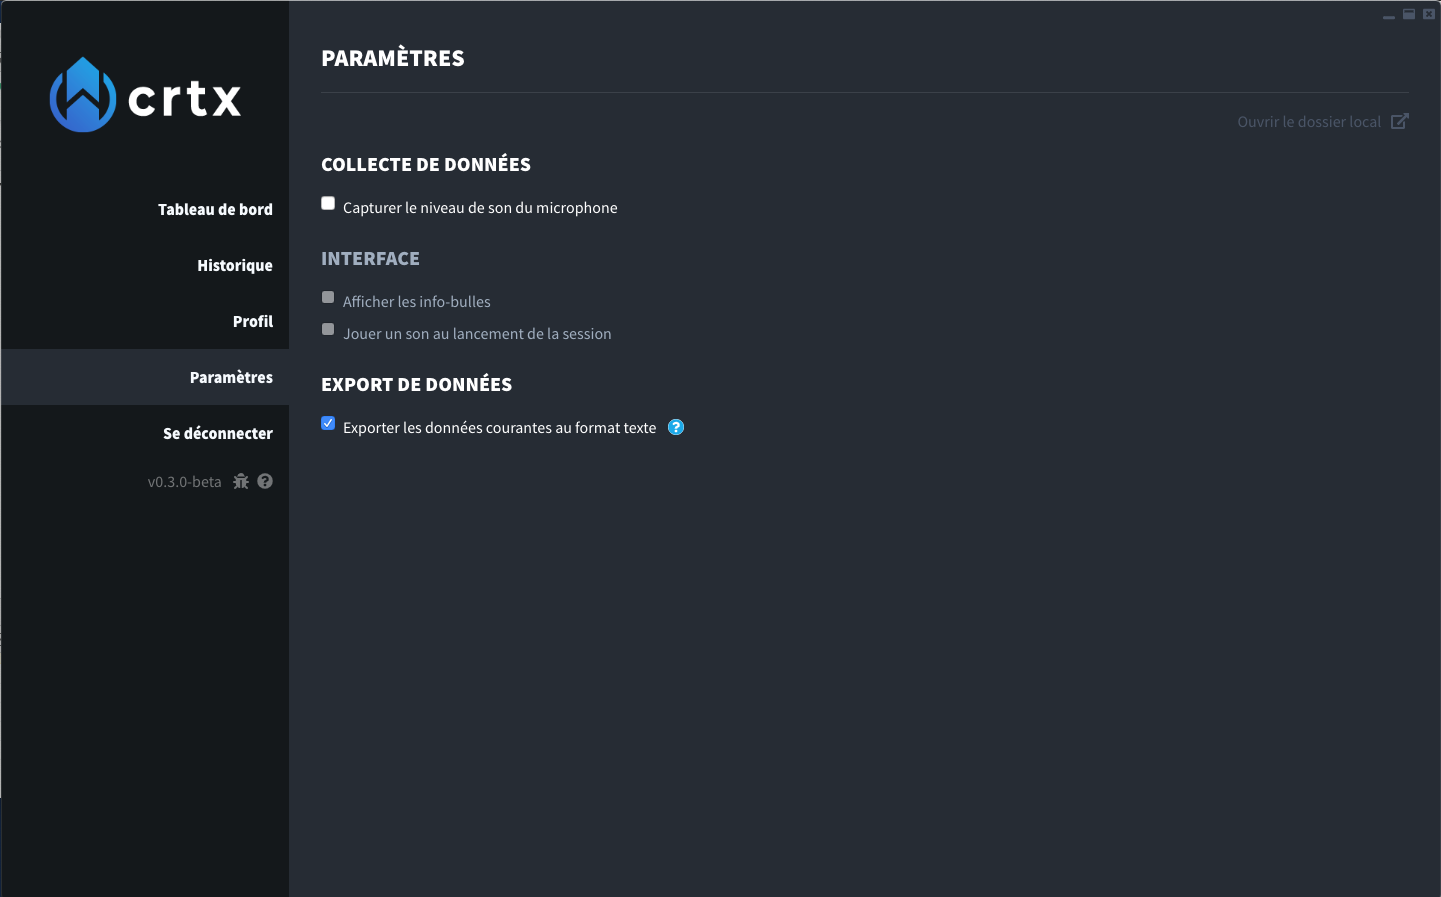 crtx
Tableau de bord
Historique
Profil
Paramètres
Se déconnecter
v0.3.0-beta
PARAMÈTRES
Ouvrir le dossier local
COLLECTE DE DONNÉES
Capturer le niveau de son du microphone
INTERFACE
Afficher les info-bulles
Jouer un son au lancement de la session
EXPORT DE DONNÉES
Exporter les données courantes au format texte